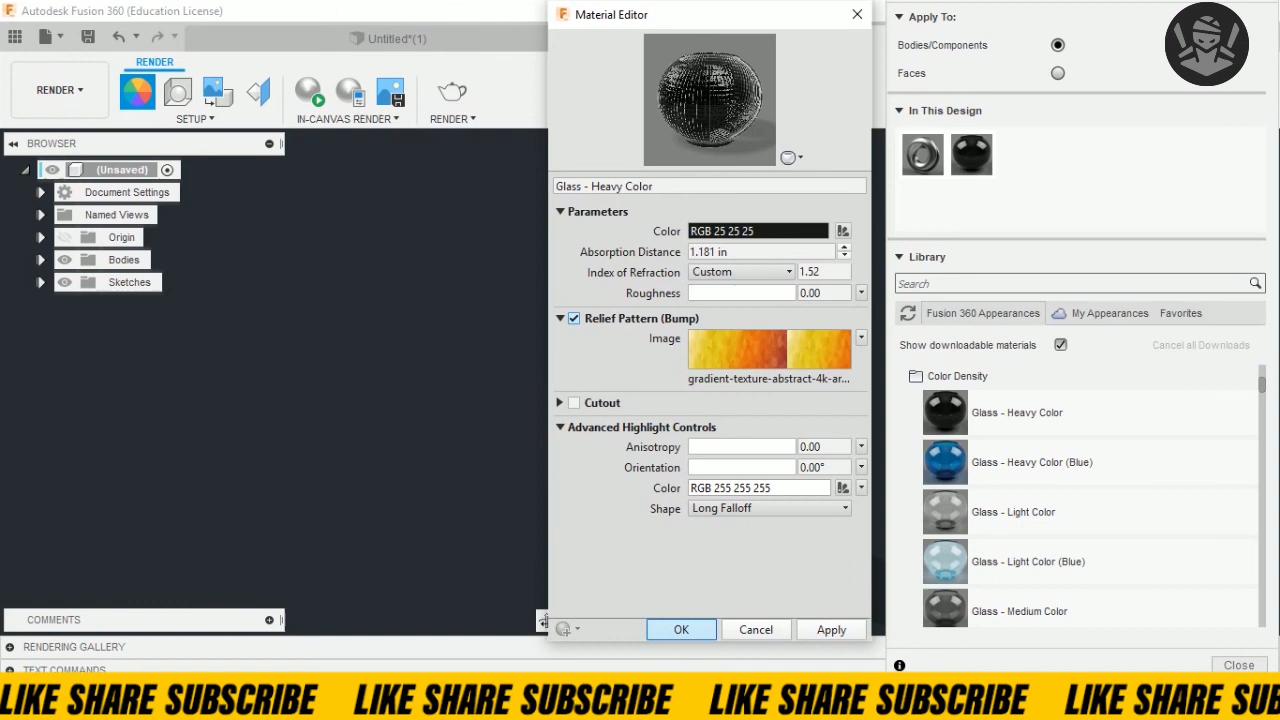 Autodesk Fusion 360 (Education License)
Untitled*(1)
RENDER
RENDER
SETUP
IN-CANVAS RENDER
RENDER
BROWSER
(Unsaved)
Document Settings
Named Views
Origin
Bodies
Sketches
COMMENTS
RENDERING GALLERY
TEXT COMMANDS
Material Editor
Glass - Heavy Color
Parameters
Color RGB 25 25 25
Absorption Distance 1.181 in
Index of Refraction Custom 1.52
Roughness 0.00
Relief Pattern (Bump)
Image
gradient-texture-abstract-4k-ar...
Cutout
Advanced Highlight Controls
Anisotropy 0.00
Orientation 0.00°
Color RGB 255 255 255
Shape Long Falloff
OK Cancel Apply
Apply To:
Bodies/Components
Faces
In This Design
Library
Search
Fusion 360 Appearances My Appearances Favorites
Show downloadable materials Cancel all Downloads
Color Density
Glass - Heavy Color
Glass - Heavy Color (Blue)
Glass - Light Color
Glass - Light Color (Blue)
Glass - Medium Color
Close
LIKE SHARE SUBSCRIBE LIKE SHARE SUBSCRIBE LIKE SHARE SUBSCRIBE LIKE SHARE SUBSC